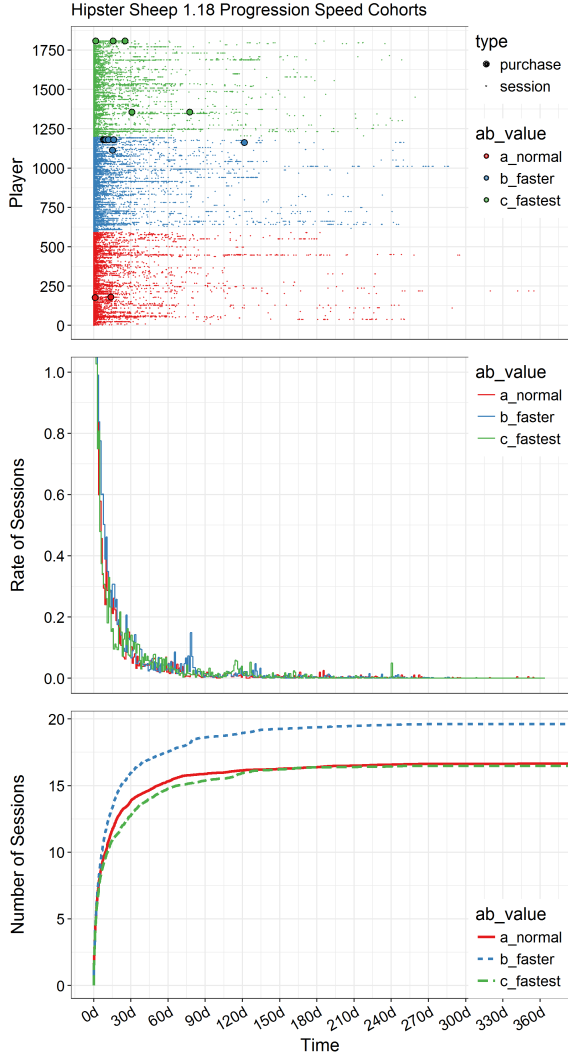 Hipster Sheep 1.18 Progression Speed Cohorts
Player
1750
1500
1250
1000
750
500
250
0
type
purchase
session
ab_value
a_normal
b_faster
c_fastest
Rate of Sessions
1.0
0.8
0.6
0.4
0.2
0.0
ab_value
a_normal
b_faster
c_fastest
Number of Sessions
20
15
10
5
0
ab_value
a_normal
b_faster
c_fastest
0d 30d 60d 90d 120d 150d 180d 210d 240d 270d 300d 330d 360d
Time